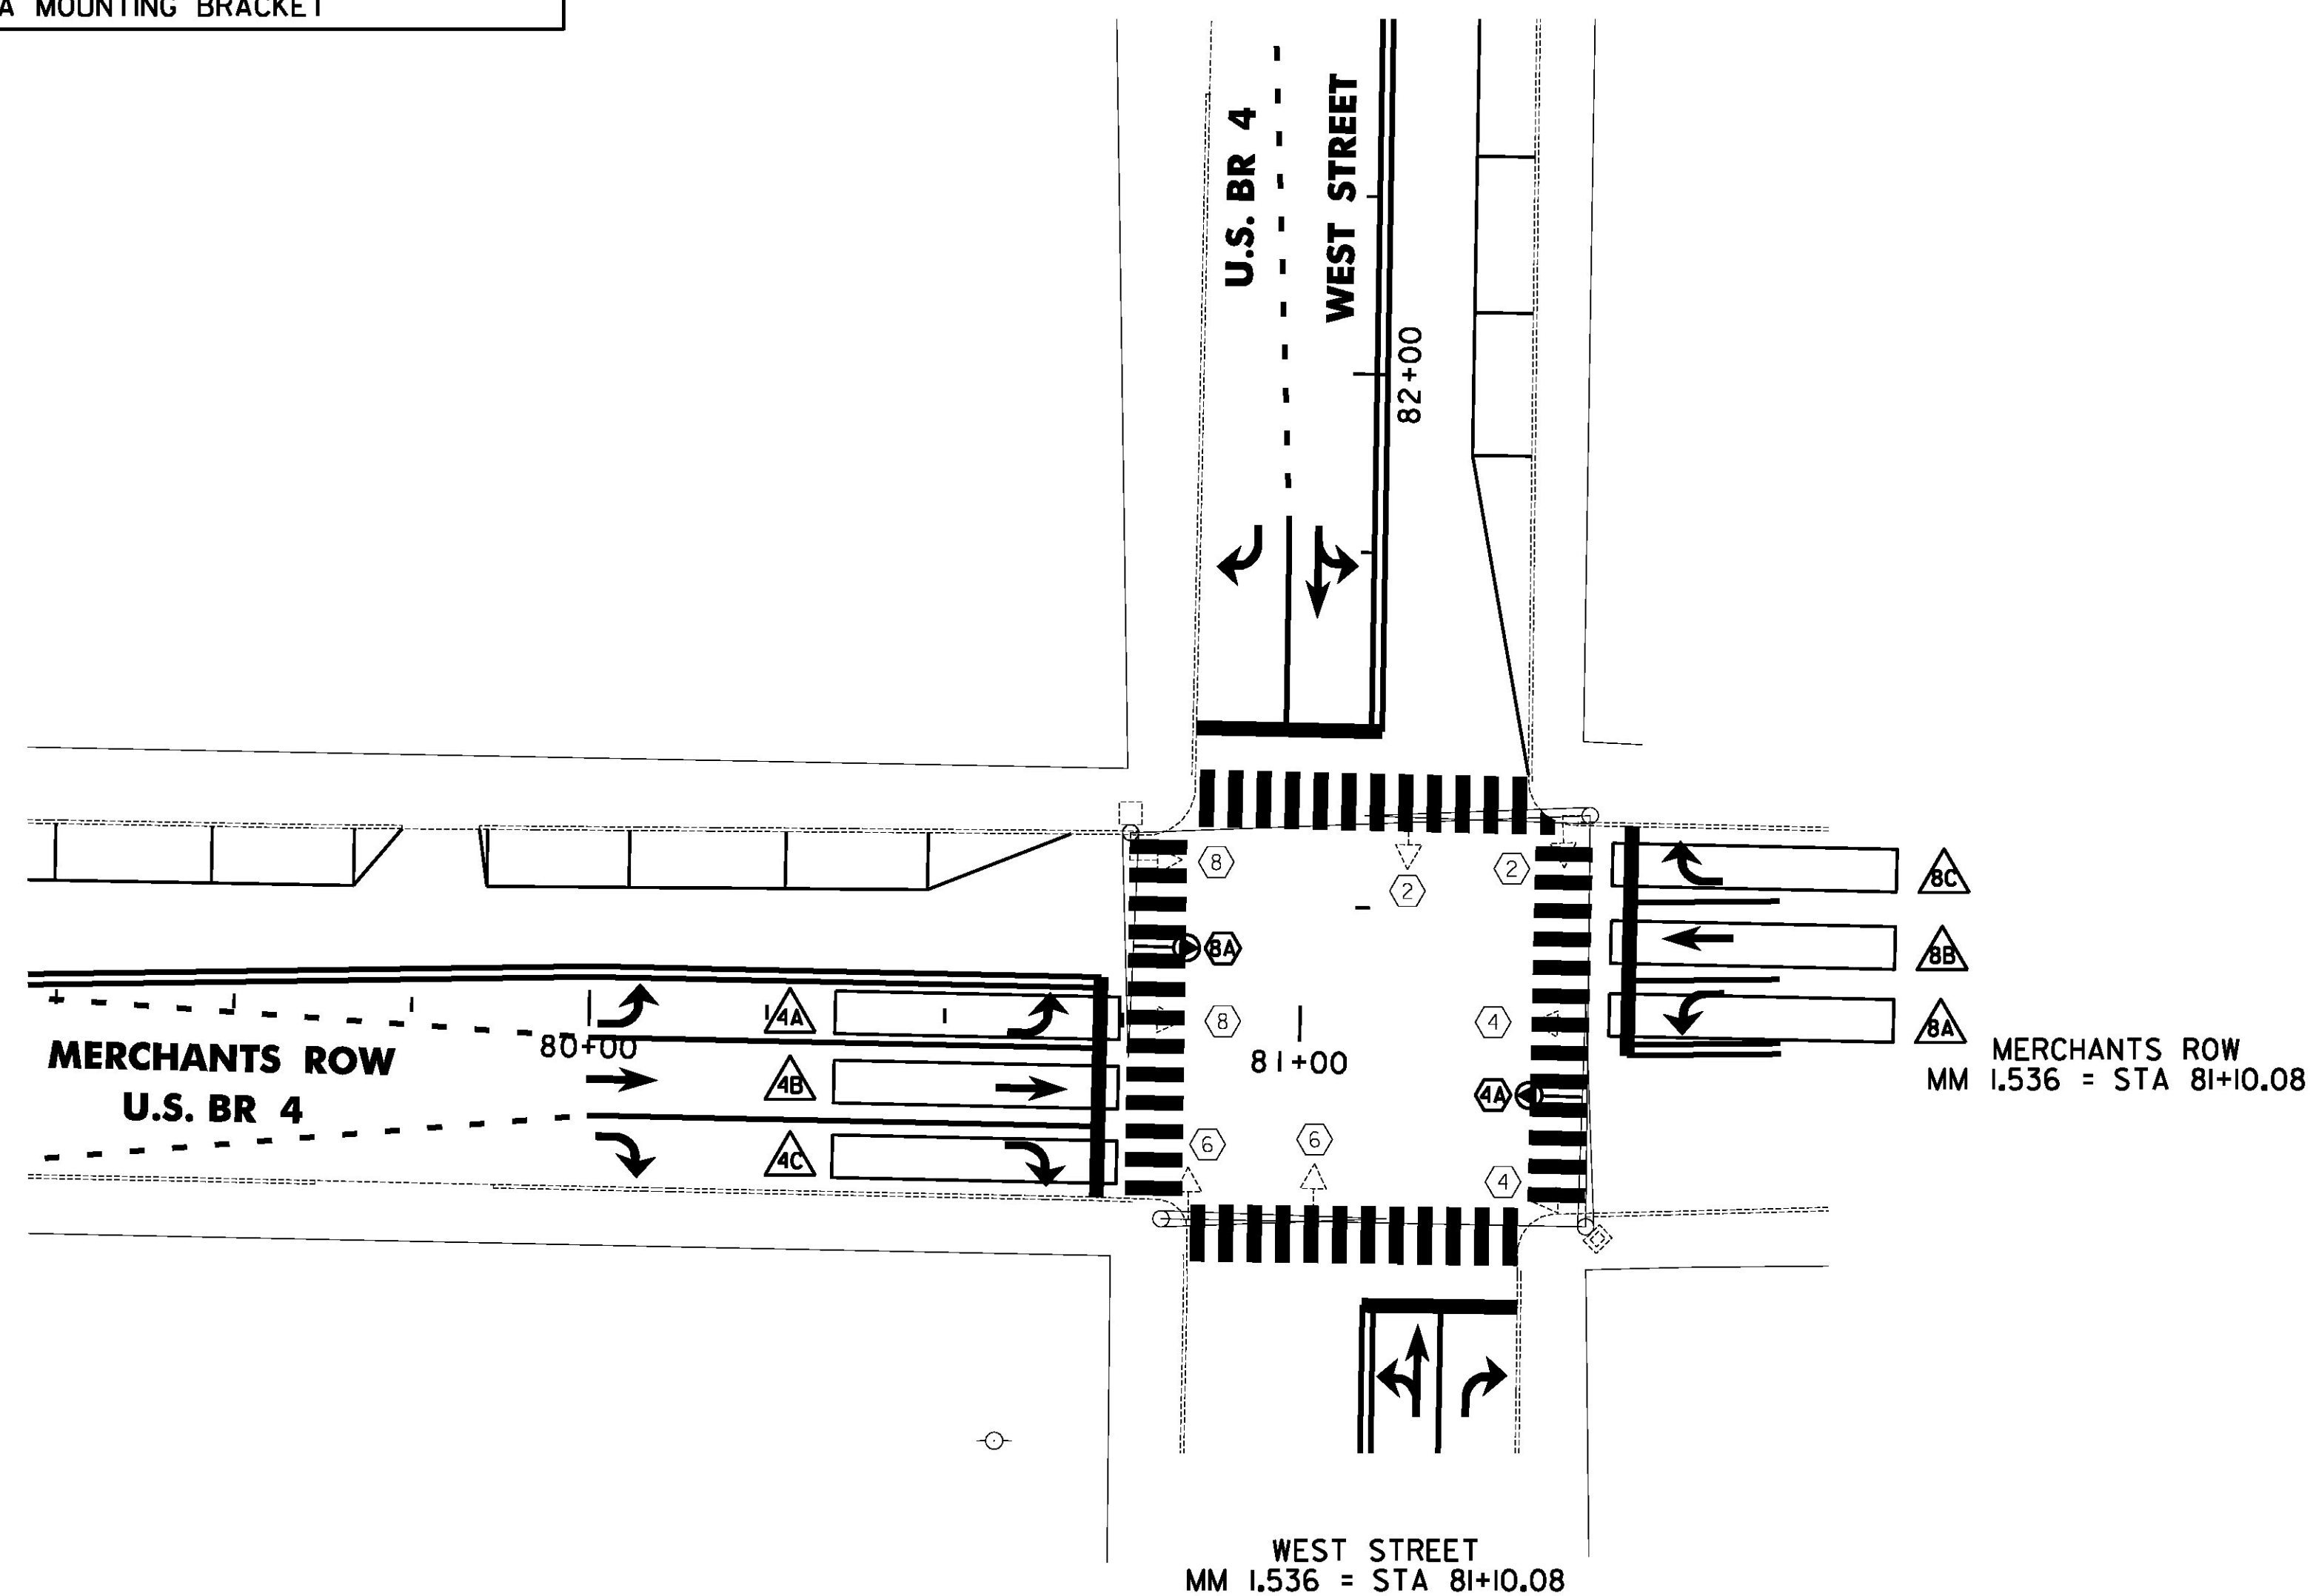 A MOUNTING BRACKET
U.S. BR 4
WEST STREET
82+00
8
2
2
8C
8A
8B
4A
8
4
8A
80+00
81+00
MERCHANTS ROW
U.S. BR 4
4B
4A
MERCHANTS ROW
MM 1.536 = STA 81+10.08
4C
6
6
4
WEST STREET
MM 1.536 = STA 81+10.08